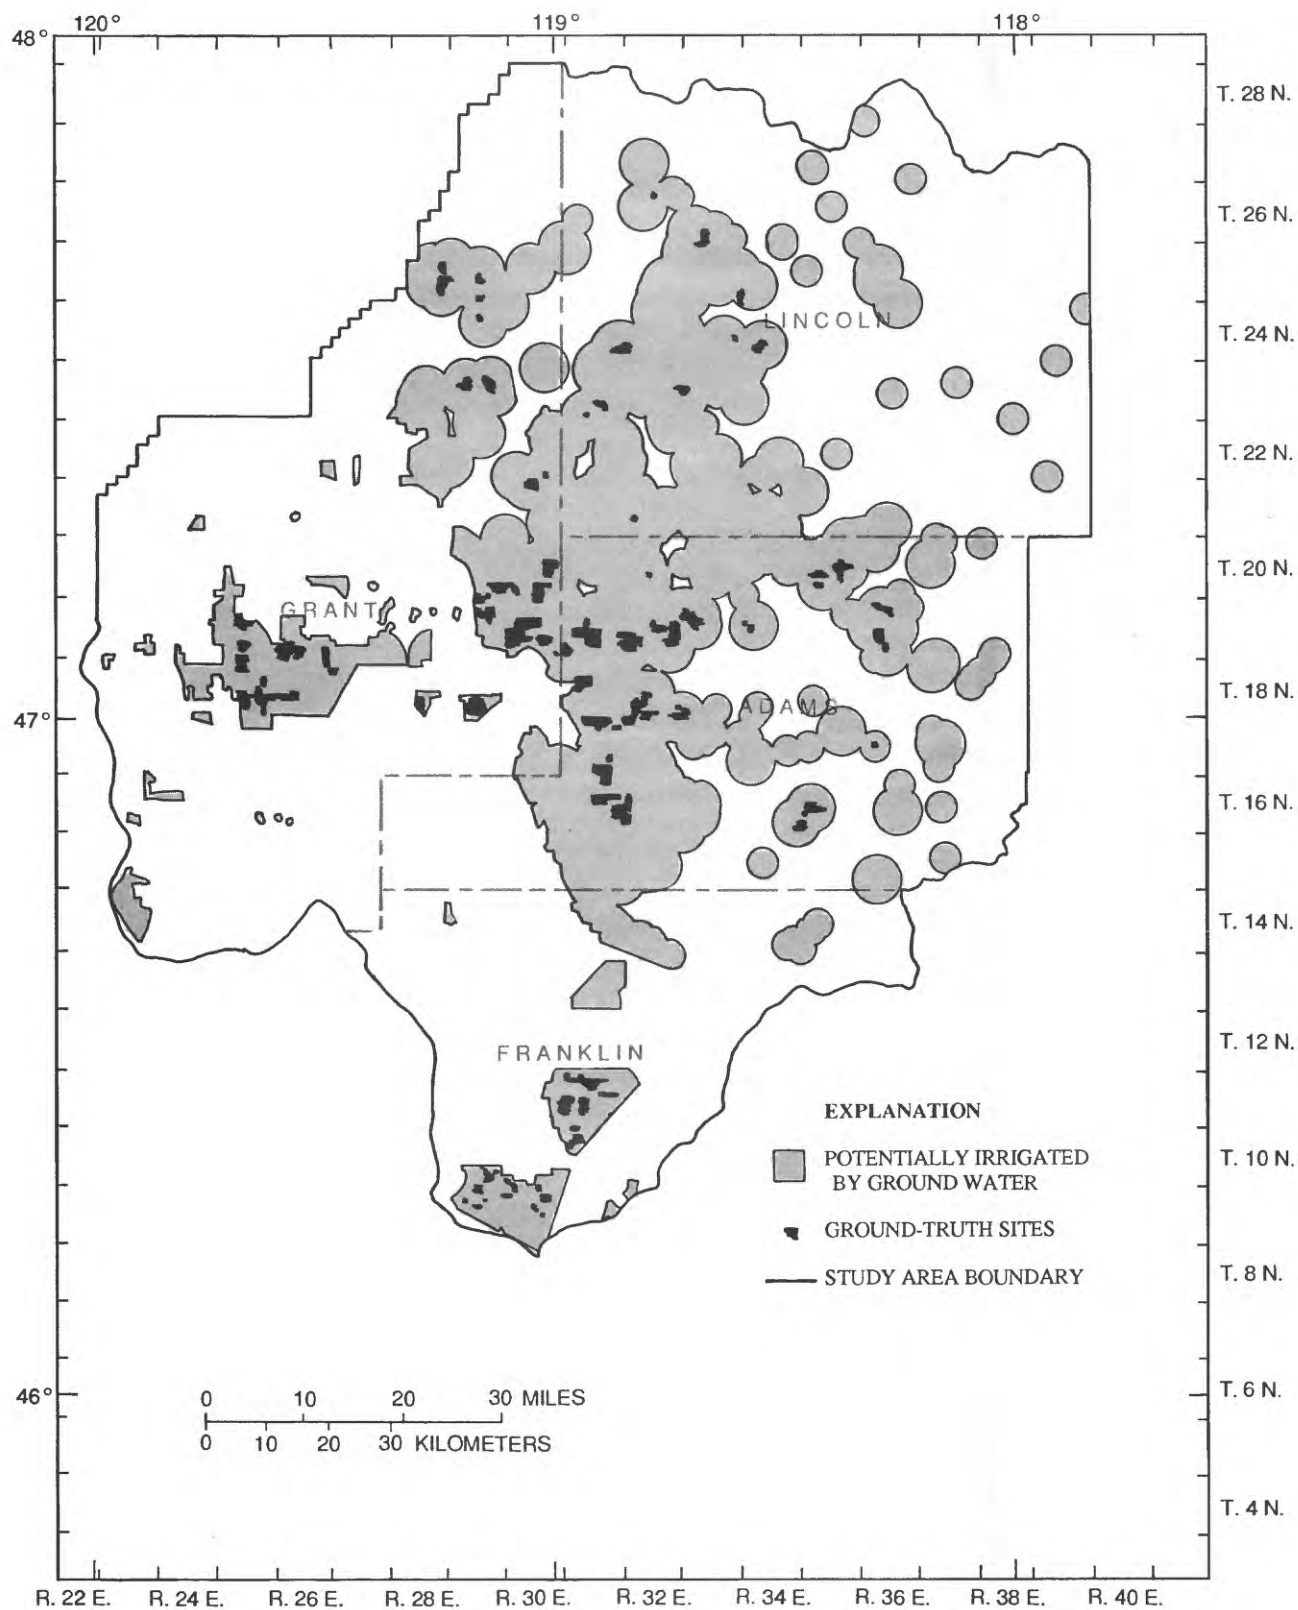 120°
119°
118°
48°
T. 28 N.
T. 26 N.
LINCOLN
T. 24 N.
T. 22 N.
T. 20 N.
GRANT
T. 18 N.
ADAMS
47°
T. 16 N.
T. 14 N.
FRANKLIN
T. 12 N.
EXPLANATION
POTENTIALLY IRRIGATED
BY GROUND WATER
T. 10 N.
GROUND-TRUTH SITES
STUDY AREA BOUNDARY
T. 8 N.
46°
T. 6 N.
0 10 20 30 MILES
0 10 20 30 KILOMETERS
T. 4 N.
R. 22 E. R. 24 E. R. 26 E. R. 28 E. R. 30 E. R. 32 E. R. 34 E. R. 36 E. R. 38 E. R. 40 E.